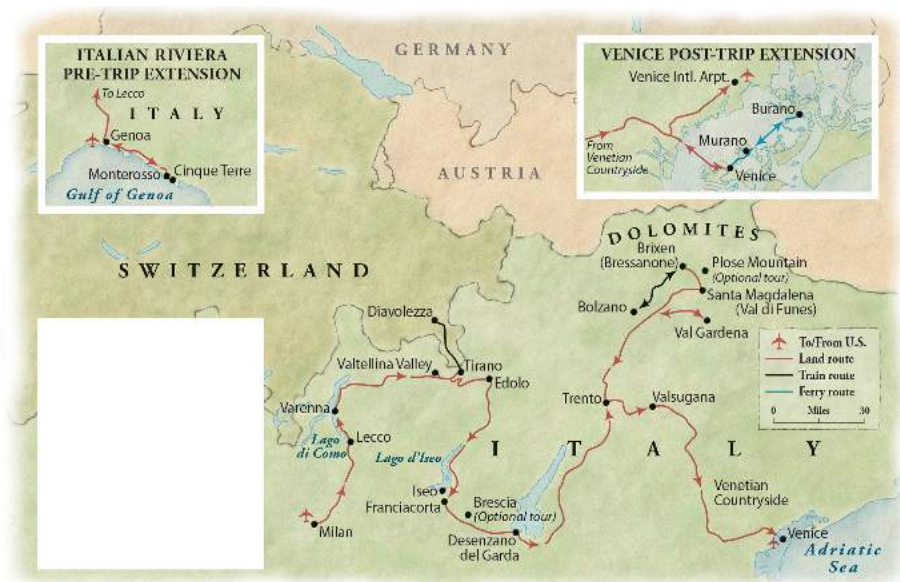 ITALIAN RIVIERA
PRE-TRIP EXTENSION
To Lecco
ITALY
Genoa
Monterosso
Cinque Terre
Gulf of Genoa
GERMANY
AUSTRIA
VENICE POST-TRIP EXTENSION
Venice Intl. Arpt.
Burano
Murano
From
Venetian
Countryside
Venice
SWITZERLAND
DOLOMITES
Brixen
(Bressanone)
Plose Mountain
(Optional tour)
Bolzano
Santa Magdalena
(Val di Funes)
Val Gardena
Diavolezza
Valtellina Valley
Tirano
Edolo
Varenna
Lago
di Como
Lecco
Milan
Lago d'Iseo
Iseo
Franciacorta
Brescia
(Optional tour)
Desenzano
del Garda
Trento
Valsugana
ITALY
Venetian
Countryside
Venice
Adriatic
Sea
To/From U.S.
Land route
Train route
Ferry route
0 Miles 30